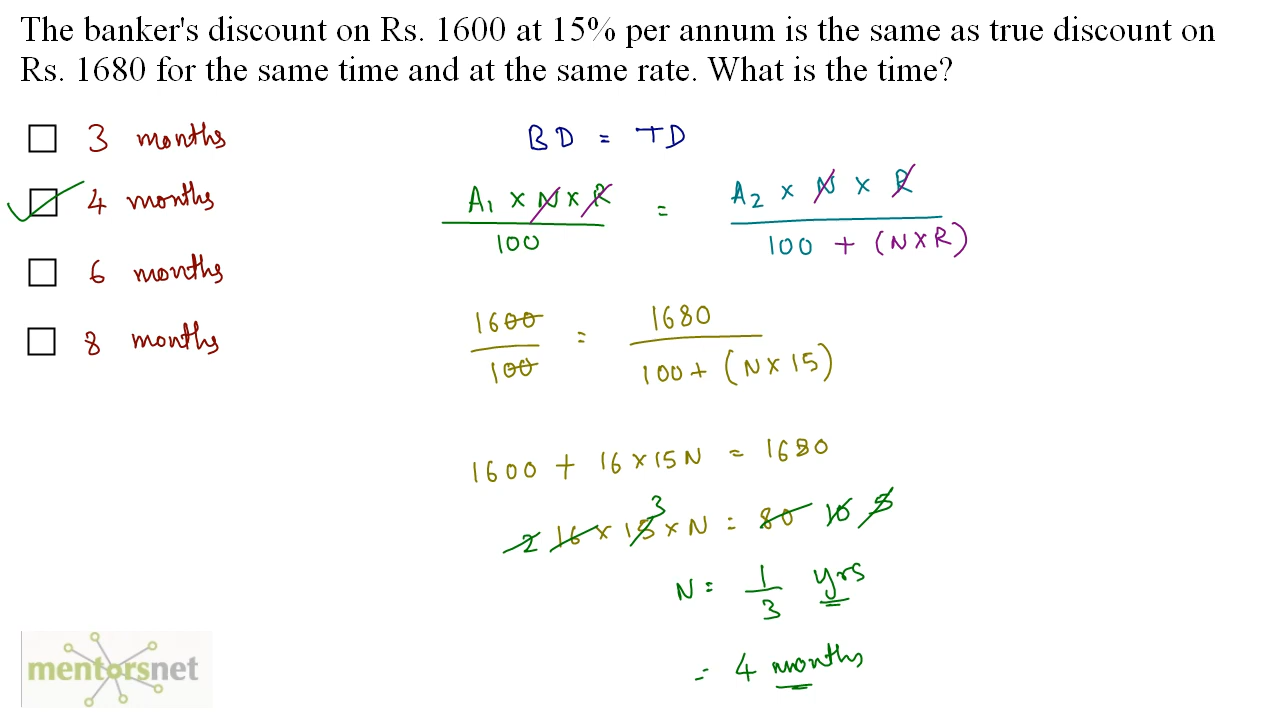 The banker's discount on Rs. 1600 at 15% per annum is the same as true discount on
Rs. 1680 for the same time and at the same rate. What is the time?
3 months
4 months
6 months
8 months
BD = TD
A1 × N × R / 100 = A2 × N × R / 100 + (N×R)
1600 / 100 = 1680 / 100 + (N × 15)
1600 + 16 × 15 N = 1680
2 16 × 15 3 × N = 80 10 5
N = 1/3 yrs
= 4 months
mentorsnet